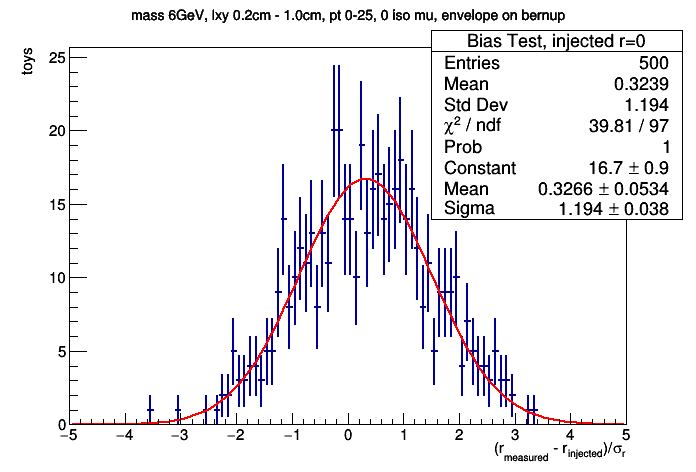 mass 6GeV, lxy 0.2cm - 1.0cm, pt 0-25, 0 iso mu, envelope on bernup
Bias Test, injected r=0
Entries 500
Mean 0.3239
Std Dev 1.194
χ² / ndf 39.81 / 97
Prob 1
Constant 16.7 ± 0.9
Mean 0.3266 ± 0.0534
Sigma 1.194 ± 0.038
toys
25
20
15
10
5
0
−5 −4 −3 −2 −1 0 1 2 3 4 5
(r_measured - r_injected)/σ_r